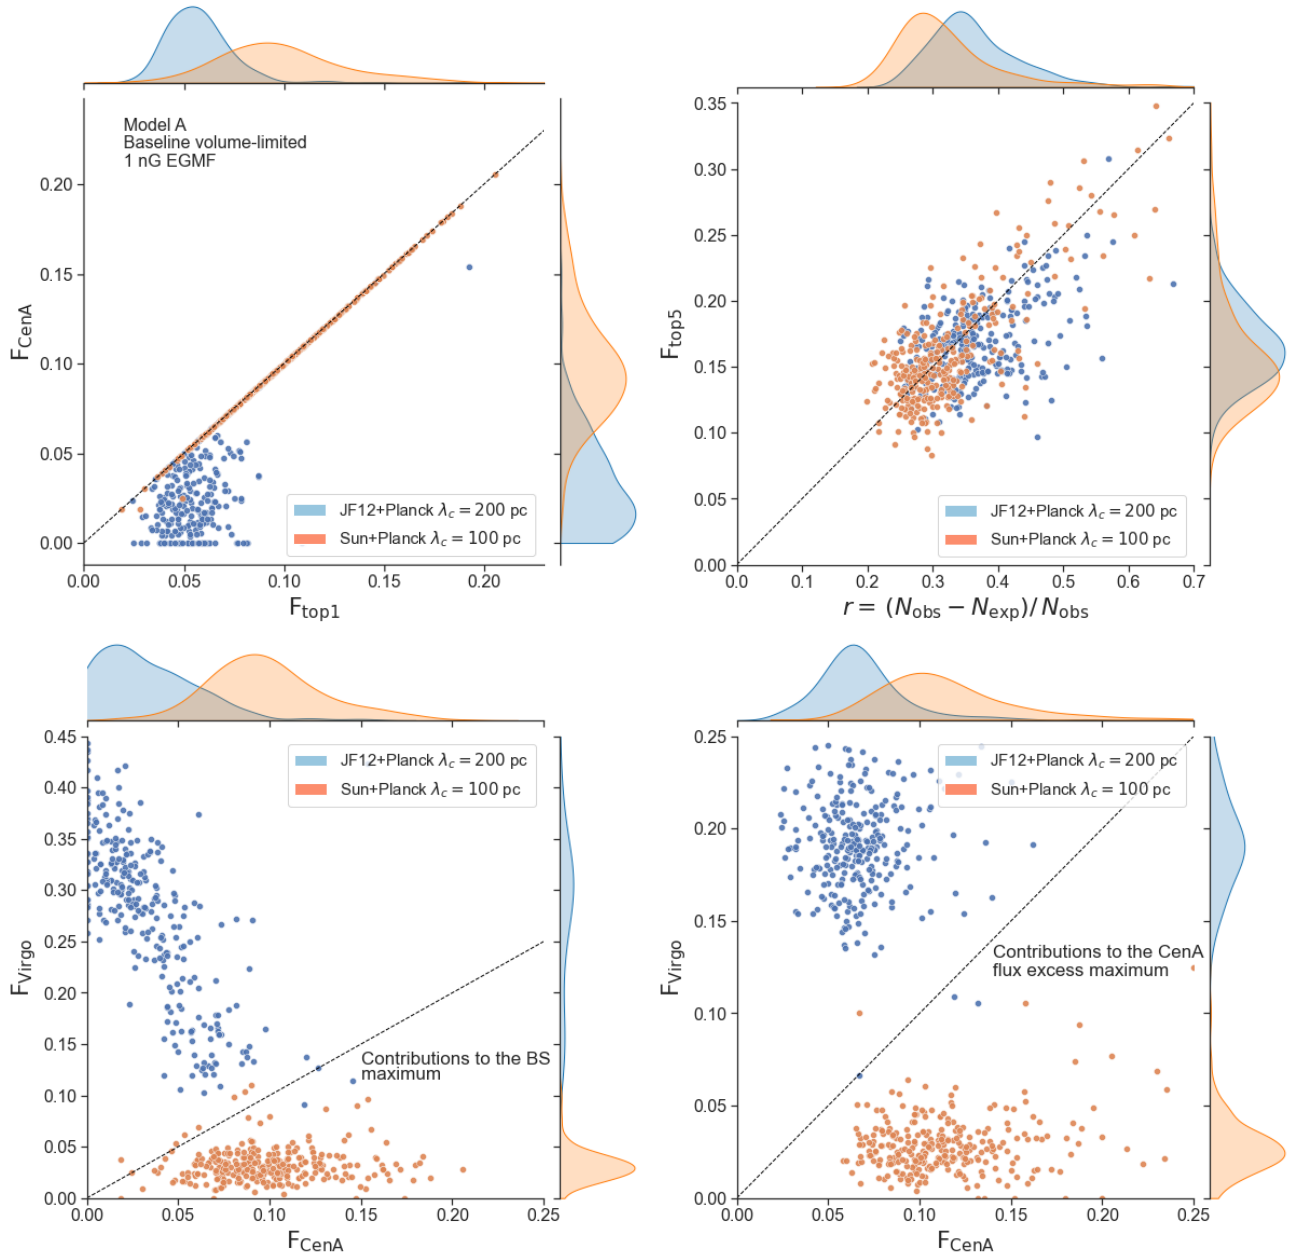 Model A
Baseline volume-limited
1 nG EGMF
F_CenA
0.20
0.15
0.10
0.05
0.00
JF12+Planck λ_c = 200 pc
Sun+Planck λ_c = 100 pc
0.00 0.05 0.10 0.15 0.20
F_top1
F_top5
0.35
0.30
0.25
0.20
0.15
0.10
0.05
0.00
JF12+Planck λ_c = 200 pc
Sun+Planck λ_c = 100 pc
0.0 0.1 0.2 0.3 0.4 0.5 0.6 0.7
r = (N_obs − N_exp)/N_obs
F_Virgo
0.45
0.40
0.35
0.30
0.25
0.20
0.15
0.10
0.05
0.00
JF12+Planck λ_c = 200 pc
Sun+Planck λ_c = 100 pc
Contributions to the BS
maximum
0.00 0.05 0.10 0.15 0.20 0.25
F_CenA
F_Virgo
0.25
0.20
0.15
0.10
0.05
0.00
JF12+Planck λ_c = 200 pc
Sun+Planck λ_c = 100 pc
Contributions to the CenA
flux excess maximum
0.00 0.05 0.10 0.15 0.20 0.25
F_CenA